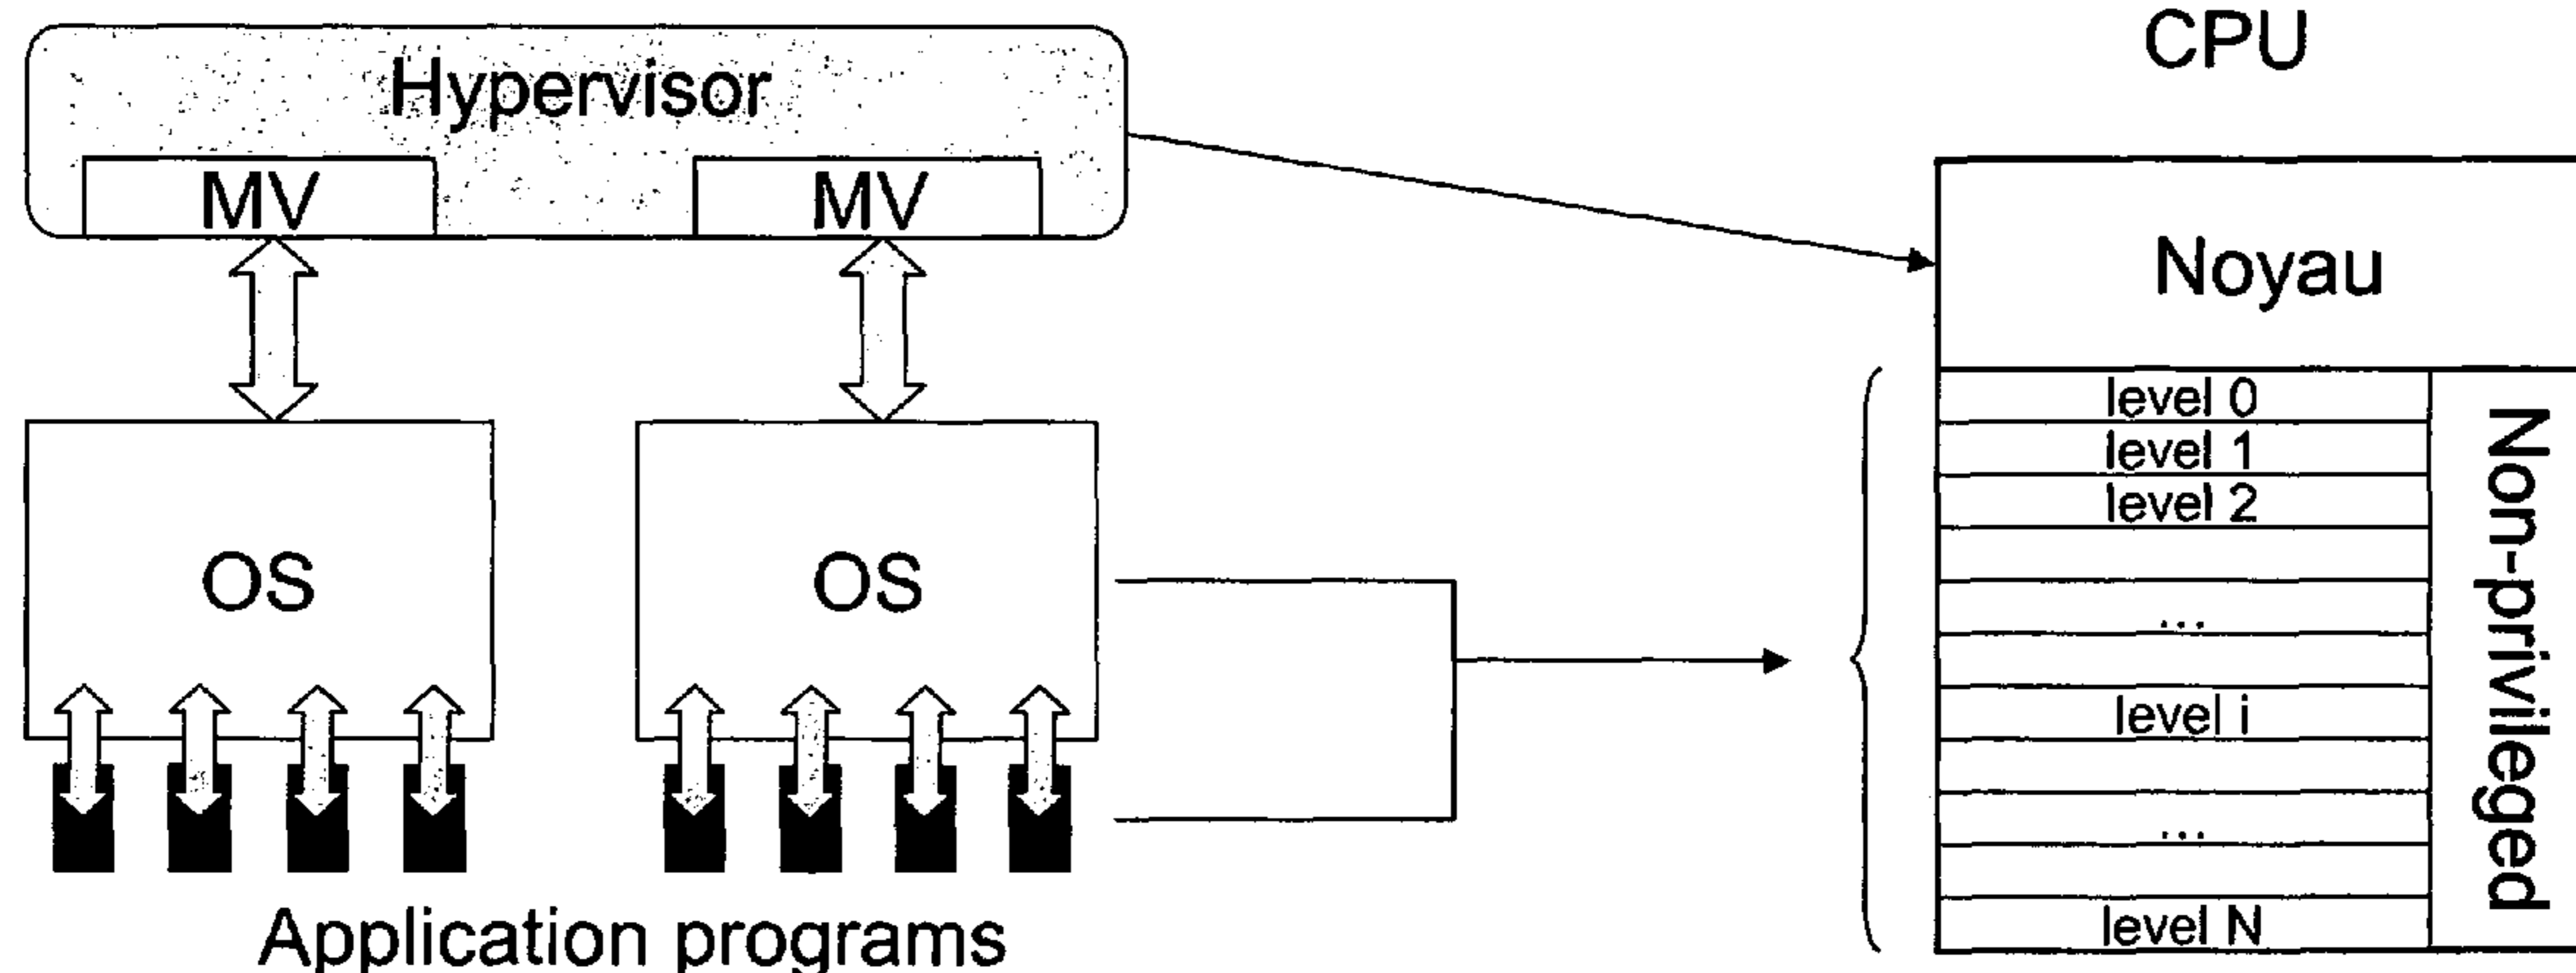 Hypervisor
MV
MV
OS
OS
Application programs
CPU
Noyau
level 0
level 1
level 2
...
level i
...
level N
Non-privileged